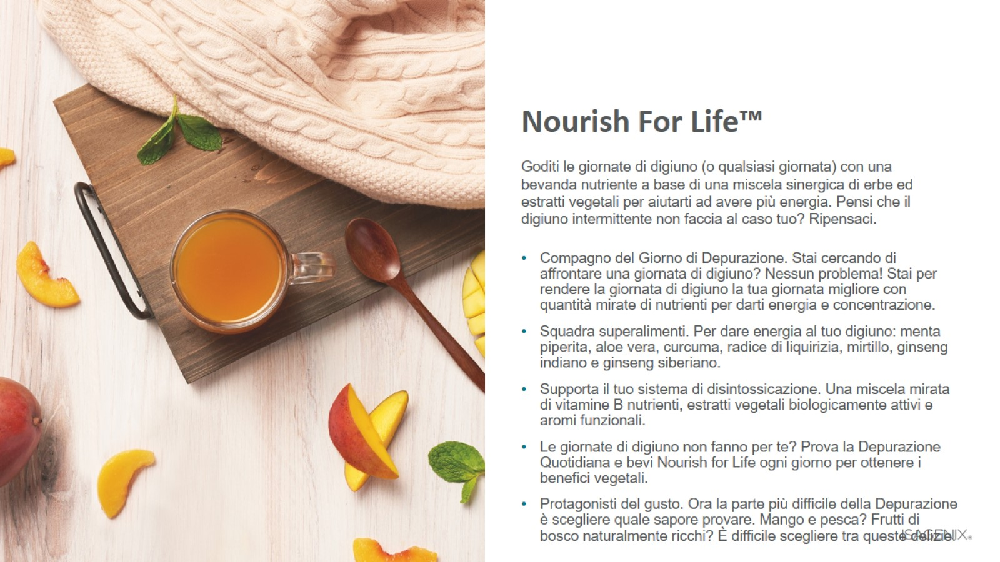 Nourish For Life™
Goditi le giornate di digiuno (o qualsiasi giornata) con una
bevanda nutriente a base di una miscela sinergica di erbe ed
estratti vegetali per aiutarti ad avere più energia. Pensi che il
digiuno intermittente non faccia al caso tuo? Ripensaci.
• Compagno del Giorno di Depurazione. Stai cercando di
affrontare una giornata di digiuno? Nessun problema! Stai per
rendere la giornata di digiuno la tua giornata migliore con
quantità mirate di nutrienti per darti energia e concentrazione.
• Squadra superalimenti. Per dare energia al tuo digiuno: menta
piperita, aloe vera, curcuma, radice di liquirizia, mirtillo, ginseng
indiano e ginseng siberiano.
• Supporta il tuo sistema di disintossicazione. Una miscela mirata
di vitamine B nutrienti, estratti vegetali biologicamente attivi e
aromi funzionali.
• Le giornate di digiuno non fanno per te? Prova la Depurazione
Quotidiana e bevi Nourish for Life ogni giorno per ottenere i
benefici vegetali.
• Protagonisti del gusto. Ora la parte più difficile della Depurazione
è scegliere quale sapore provare. Mango e pesca? Frutti di
bosco naturalmente ricchi? È difficile scegliere tra queste delizie!
ISAGENIX®